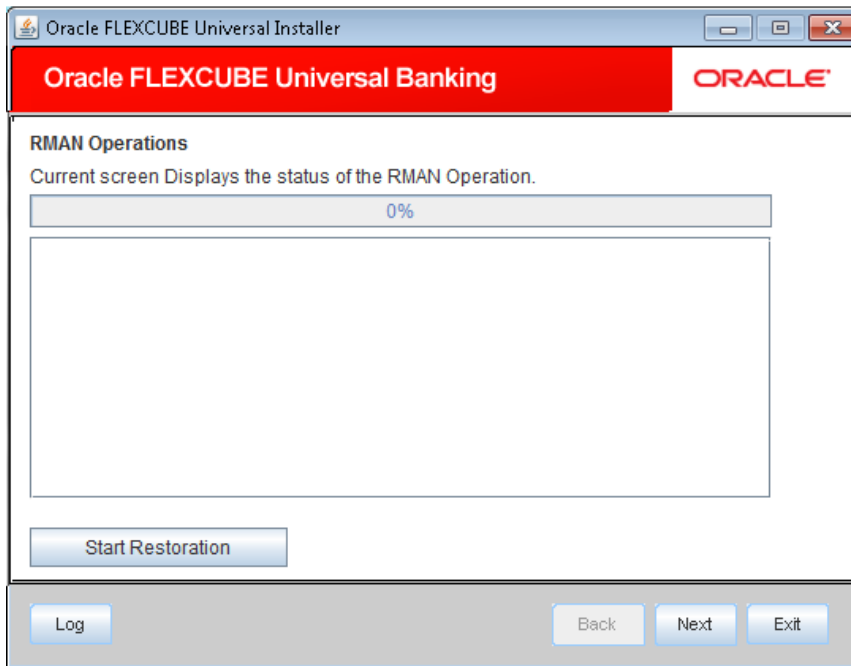 Oracle FLEXCUBE Universal Installer
Oracle FLEXCUBE Universal Banking
ORACLE
RMAN Operations
Current screen Displays the status of the RMAN Operation.
0%
Start Restoration
Log Back Next Exit